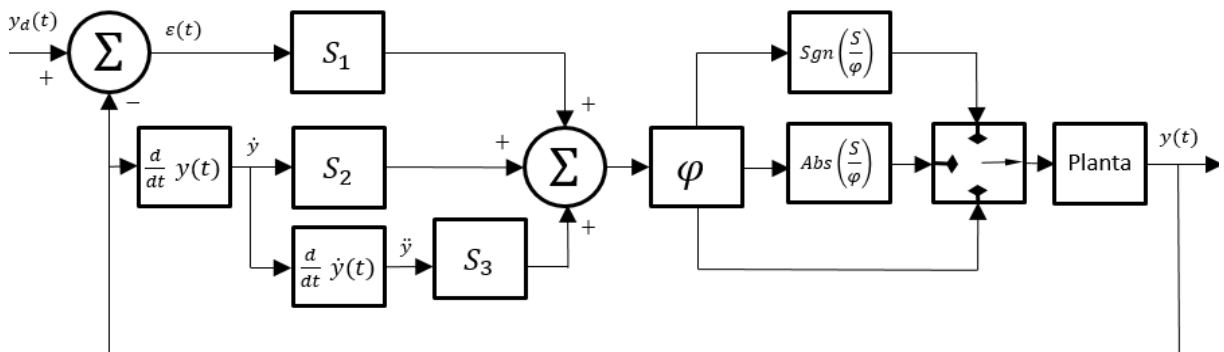 y_d(t)
ε(t)
+
−
Σ
S_1
Sgn(S/φ)
+
d/dt y(t)
ẏ
S_2
+
Σ
φ
Abs(S/φ)
Planta
y(t)
+
d/dt ẏ(t)
ÿ
S_3